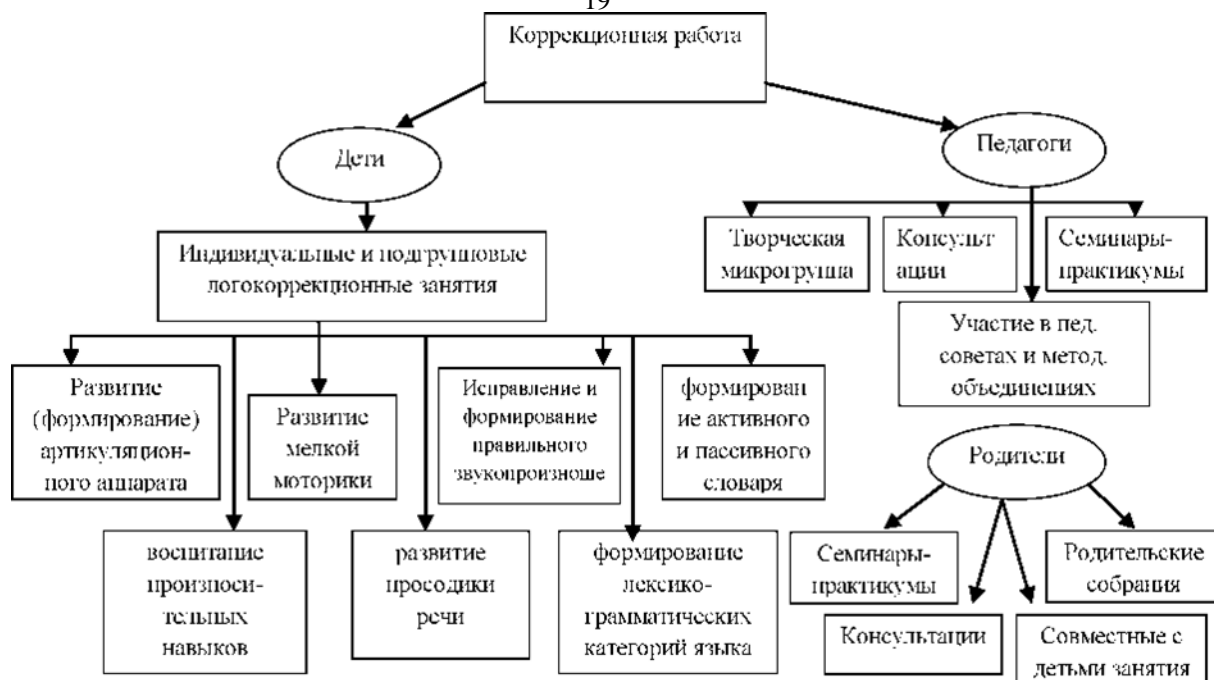 19
Коррекционная работа
Дети
Педагоги
Индивидуальные и подгрупповые
логокоррекционные занятия
Творческая
микрогруппа
Консульт
ации
Семинары-
практикумы
Участие в пед.
советах и метод.
объединениях
Развитие
(формирование)
артикуляцион-
ного аппарата
Развитие
мелкой
моторики
Исправление и
формирование
правильного
звукопроизноше
формирован
ие активного
и пассивного
словаря
воспитание
произноси-
тельных
навыков
развитие
просодики
речи
формирование
лексико-
грамматических
категорий языка
Родители
Семинары-
практикумы
Родительские
собрания
Консультации
Совместные с
детьми занятия